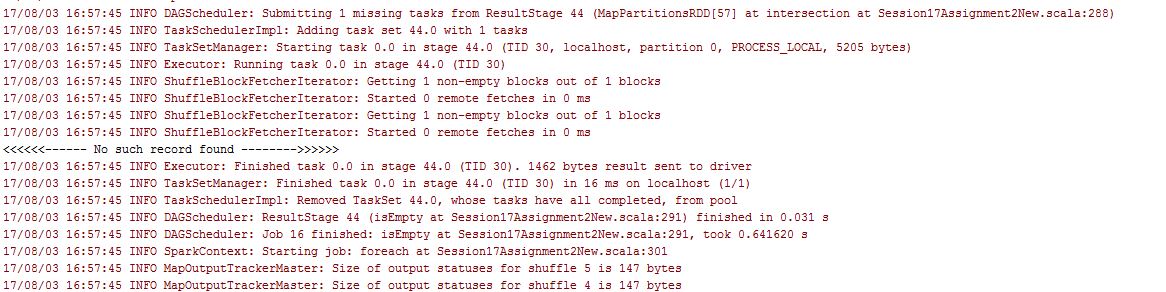 17/08/03 16:57:45 INFO DAGScheduler: Submitting 1 missing tasks from ResultStage 44 (MapPartitionsRDD[57] at intersection at Session17Assignment2New.scala:288)
17/08/03 16:57:45 INFO TaskSchedulerImpl: Adding task set 44.0 with 1 tasks
17/08/03 16:57:45 INFO TaskSetManager: Starting task 0.0 in stage 44.0 (TID 30, localhost, partition 0, PROCESS_LOCAL, 5205 bytes)
17/08/03 16:57:45 INFO Executor: Running task 0.0 in stage 44.0 (TID 30)
17/08/03 16:57:45 INFO ShuffleBlockFetcherIterator: Getting 1 non-empty blocks out of 1 blocks
17/08/03 16:57:45 INFO ShuffleBlockFetcherIterator: Started 0 remote fetches in 0 ms
17/08/03 16:57:45 INFO ShuffleBlockFetcherIterator: Getting 1 non-empty blocks out of 1 blocks
17/08/03 16:57:45 INFO ShuffleBlockFetcherIterator: Started 0 remote fetches in 0 ms
<<<<<<------ No such record found -------->>>>>>
17/08/03 16:57:45 INFO Executor: Finished task 0.0 in stage 44.0 (TID 30). 1462 bytes result sent to driver
17/08/03 16:57:45 INFO TaskSetManager: Finished task 0.0 in stage 44.0 (TID 30) in 16 ms on localhost (1/1)
17/08/03 16:57:45 INFO TaskSchedulerImpl: Removed TaskSet 44.0, whose tasks have all completed, from pool
17/08/03 16:57:45 INFO DAGScheduler: ResultStage 44 (isEmpty at Session17Assignment2New.scala:291) finished in 0.031 s
17/08/03 16:57:45 INFO DAGScheduler: Job 16 finished: isEmpty at Session17Assignment2New.scala:291, took 0.641620 s
17/08/03 16:57:45 INFO SparkContext: Starting job: foreach at Session17Assignment2New.scala:301
17/08/03 16:57:45 INFO MapOutputTrackerMaster: Size of output statuses for shuffle 5 is 147 bytes
17/08/03 16:57:45 INFO MapOutputTrackerMaster: Size of output statuses for shuffle 4 is 147 bytes